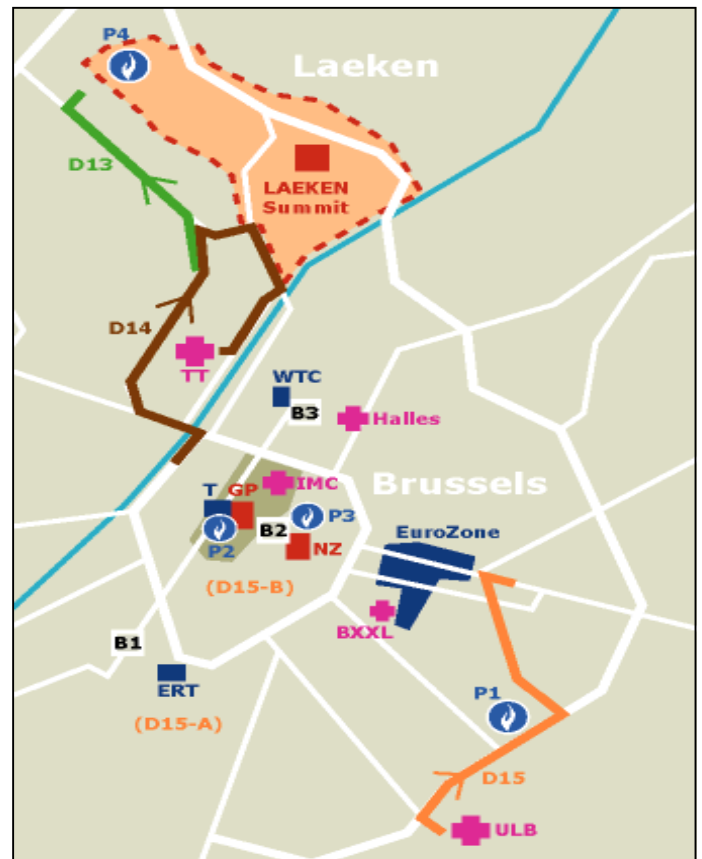 P4
Laeken
D13
LAEKEN
Summit
D14
TT
WTC
B3
Halles
Brussels
T GP
IMC
P3
EuroZone
B2
P2
NZ
(D15-B)
BXXL
B1
ERT
P1
(D15-A)
D15
ULB